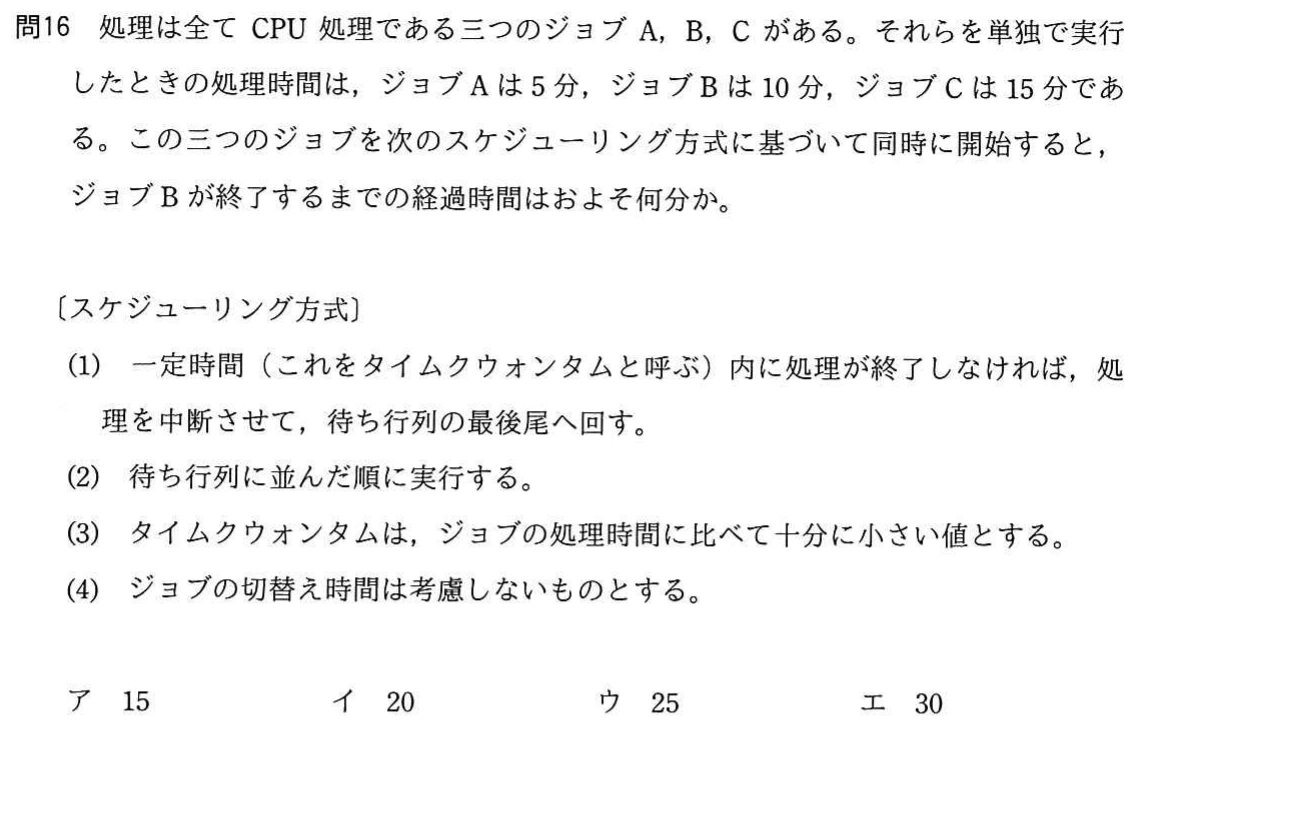 問16 処理は全て CPU 処理である三つのジョブ A，B，C がある。それらを単独で実行
したときの処理時間は，ジョブ A は 5 分，ジョブ B は 10 分，ジョブ C は 15 分であ
る。この三つのジョブを次のスケジューリング方式に基づいて同時に開始すると，
ジョブ B が終了するまでの経過時間はおよそ何分か。
〔スケジューリング方式〕
(1) 一定時間（これをタイムクウォンタムと呼ぶ）内に処理が終了しなければ，処
理を中断させて，待ち行列の最後尾へ回す。
(2) 待ち行列に並んだ順に実行する。
(3) タイムクウォンタムは，ジョブの処理時間に比べて十分に小さい値とする。
(4) ジョブの切替え時間は考慮しないものとする。
ア 15 イ 20 ウ 25 エ 30